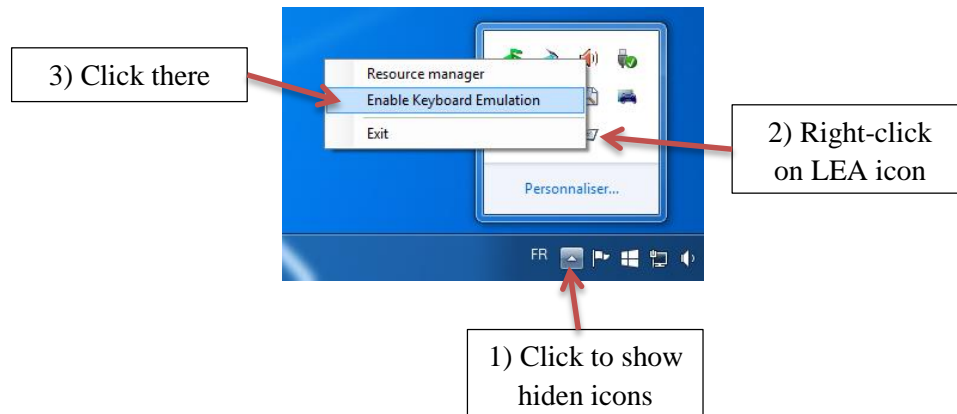 3) Click there
Resource manager
Enable Keyboard Emulation
Exit
2) Right-click
on LEA icon
Personnaliser...
FR
1) Click to show
hiden icons